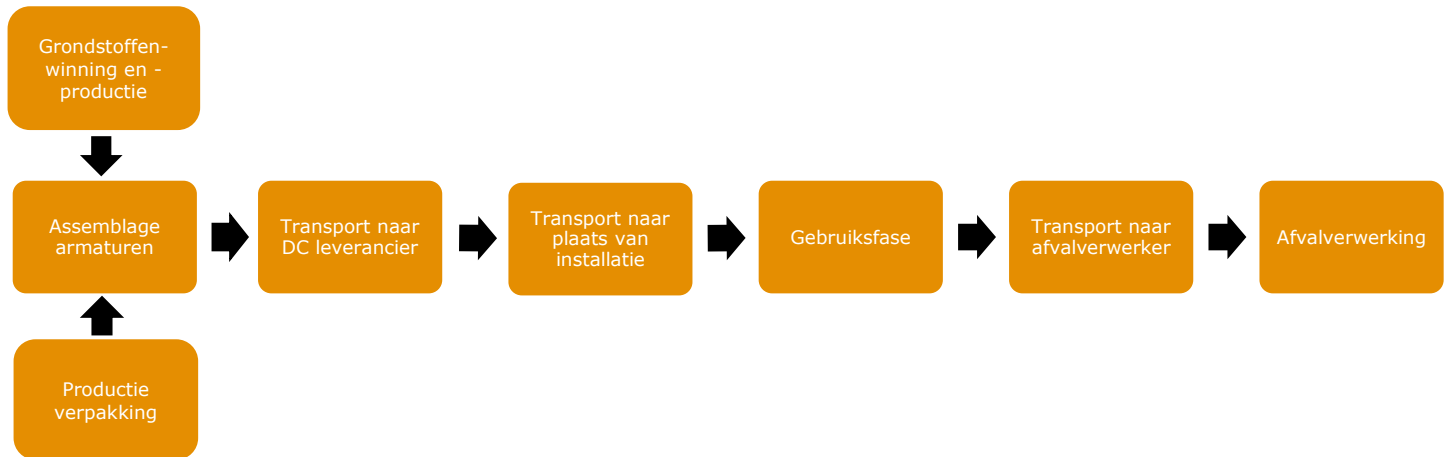 Grondstoffen-
winning en -
productie
Assemblage
armaturen
Transport naar
DC leverancier
Transport naar
plaats van
installatie
Gebruiksfase
Transport naar
afvalverwerker
Afvalverwerking
Productie
verpakking